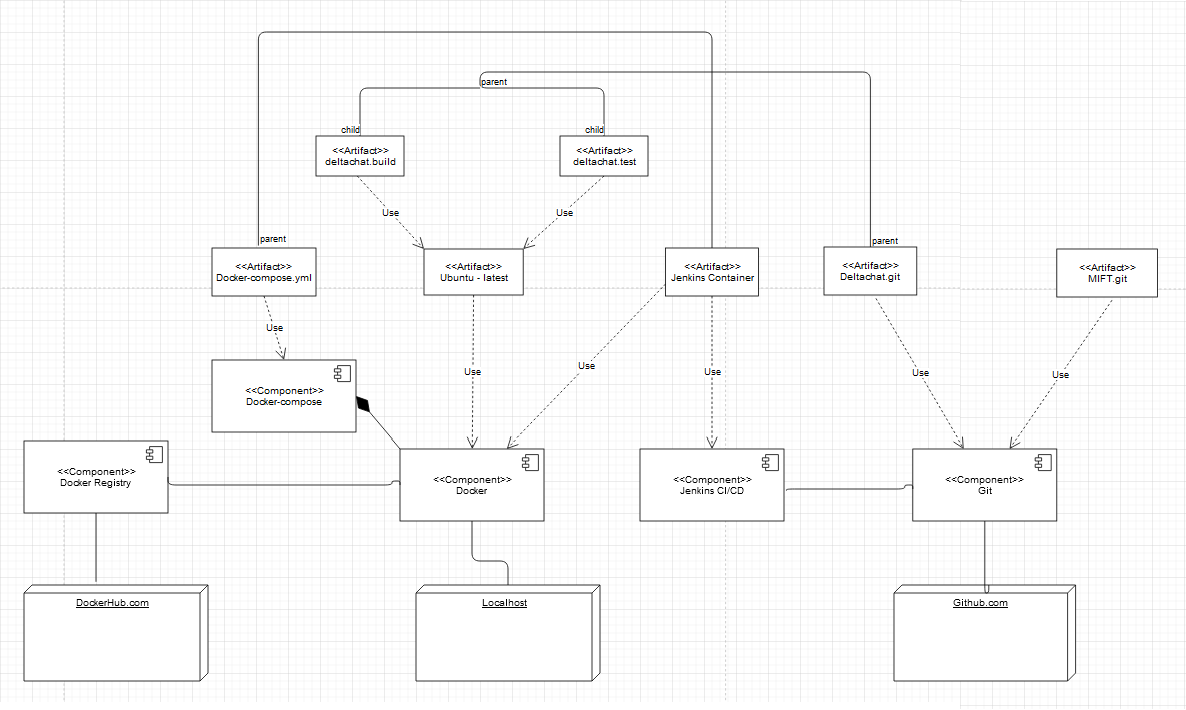 parent
child
child
<<Artifact>>
deltachat.build
<<Artifact>>
deltachat.test
Use
Use
parent
parent
<<Artifact>>
Docker-compose.yml
<<Artifact>>
Ubuntu - latest
<<Artifact>>
Jenkins Container
<<Artifact>>
Deltachat.git
<<Artifact>>
MIFT.git
Use
Use
Use
Use
Use
Use
<<Component>>
Docker-compose
<<Component>>
Docker Registry
<<Component>>
Docker
<<Component>>
Jenkins CI/CD
<<Component>>
Git
DockerHub.com
Localhost
Github.com